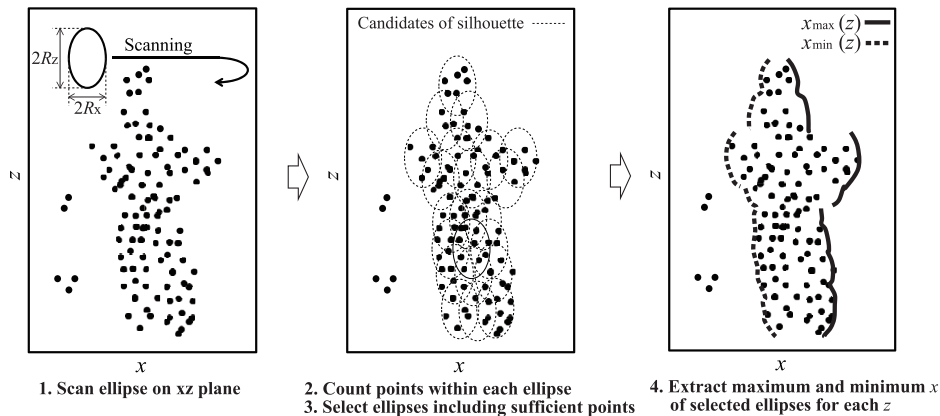 2Rz
2Rx
Scanning
z
x
1. Scan ellipse on xz plane
Candidates of silhouette
z
x
2. Count points within each ellipse
3. Select ellipses including sufficient points
xmax (z)
xmin (z)
z
x
4. Extract maximum and minimum x
of selected ellipses for each z